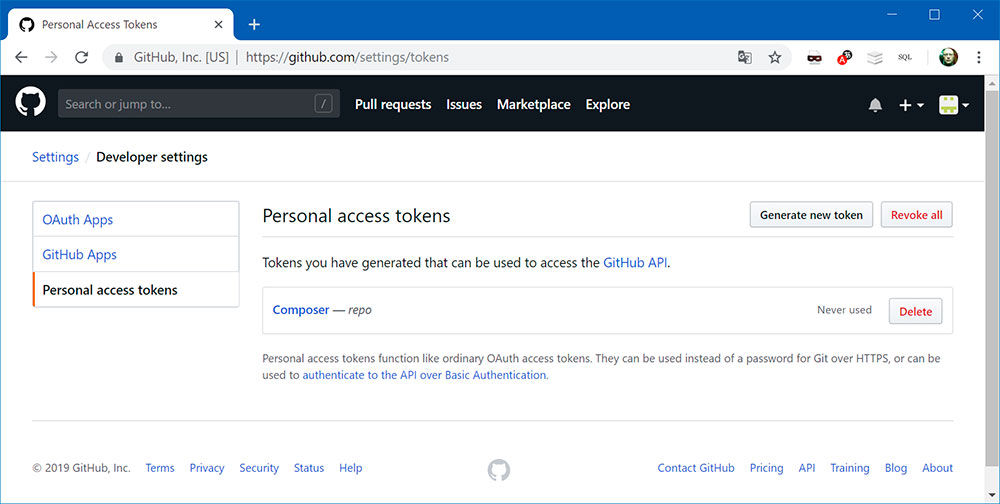 Personal Access Tokens
GitHub, Inc. [US] | https://github.com/settings/tokens
SQL
Search or jump to... /
Pull requests Issues Marketplace Explore
Settings / Developer settings
OAuth Apps
GitHub Apps
Personal access tokens
Personal access tokens
Generate new token Revoke all
Tokens you have generated that can be used to access the GitHub API.
Composer — repo Never used Delete
Personal access tokens function like ordinary OAuth access tokens. They can be used instead of a password for Git over HTTPS, or can be
used to authenticate to the API over Basic Authentication.
© 2019 GitHub, Inc. Terms Privacy Security Status Help Contact GitHub Pricing API Training Blog About